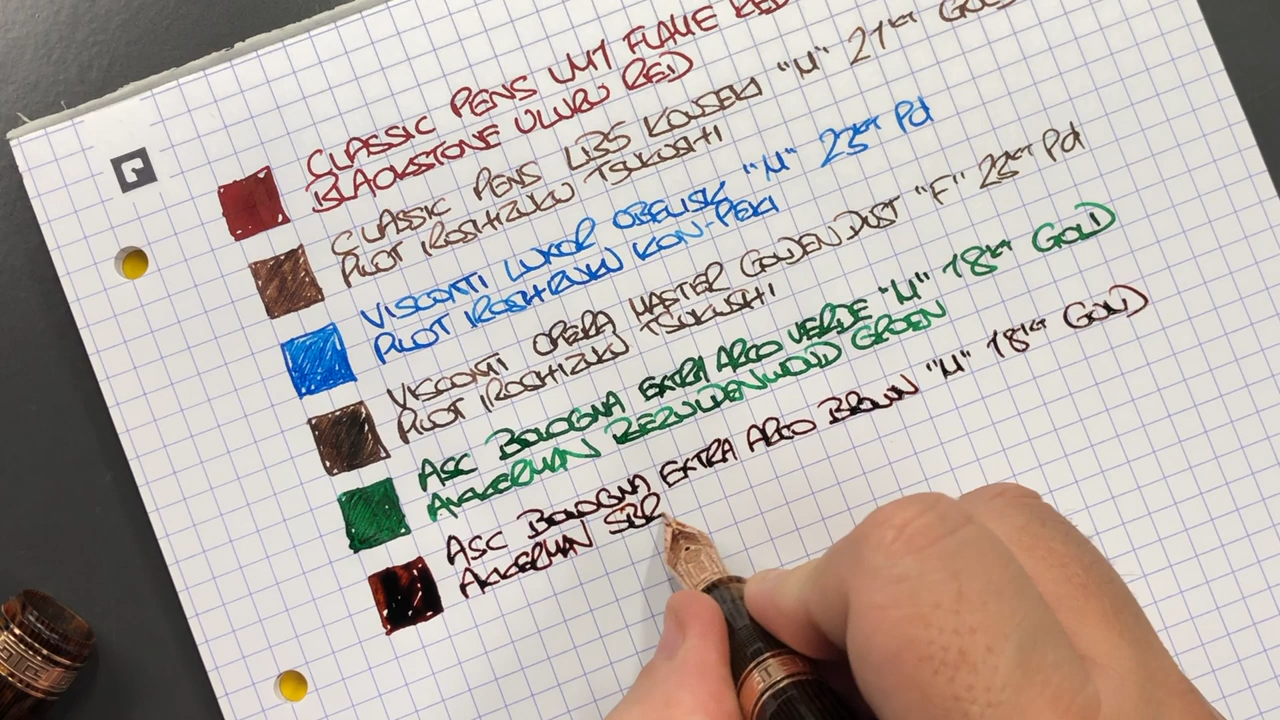 CLASSIC PENS LM1 FLAME RED
BLACKSTONE ULURU RED
CLASSIC PENS LB5 KOUSEKI "M" 21KT GOLD
PILOT IROSHIZUKU TSUKUSHI
VISCONTI LUXOR OBELISK "M" 23KT Pd
PILOT IROSHIZUKU KON-PEKI
VISCONTI OPERA MASTER GOLDEN DUST "F" 23KT Pd
PILOT IROSHIZUKU TSUKUSHI
ASC BOLOGNA EXTRA ARCO VERDE "M" 18KT GOLD
AKKERMAN BEZUIDENWOUD GROEN
ASC BOLOGNA EXTRA ARCO BROWN "M" 18KT GOLD
AKKERMAN SBR